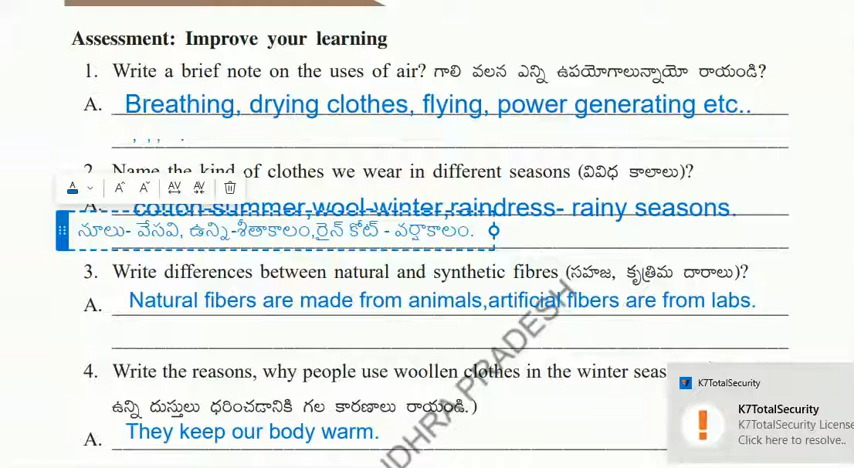 Assessment: Improve your learning
1. Write a brief note on the uses of air? గాలి వలన ఎన్ని ఉపయోగాలున్నాయో రాయండి?
A. Breathing, drying clothes, flying, power generating etc..
2. Name the kind of clothes we wear in different seasons (వివిధ కాలాలు)?
A. cotton-summer,wool-winter,raindress- rainy seasons.
నూలు- వేసవి, ఉన్ని-శీతాకాలం,రైన్ కోట్ - వర్షాకాలం.
3. Write differences between natural and synthetic fibres (సహజ, కృత్రిమ దారాలు)?
A. Natural fibers are made from animals,artificial fibers are from labs.
4. Write the reasons, why people use woollen clothes in the winter seas
ఉన్ని దుస్తులు ధరించడానికి గల కారణాలు రాయండి.)
A. They keep our body warm.
DHRA PRADESH
K7TotalSecurity
K7TotalSecurity
K7TotalSecurity License
Click here to resolve..